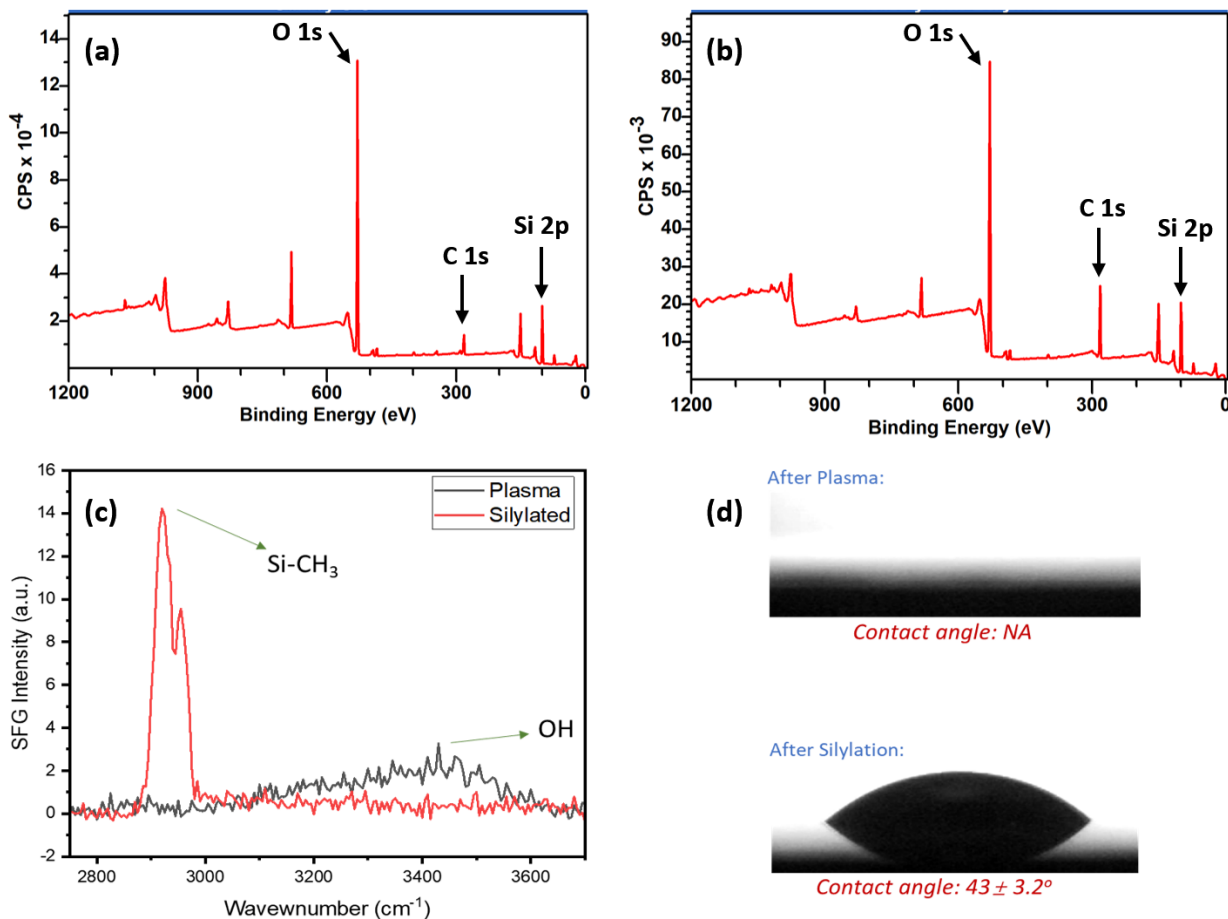 (a)
O 1s
C 1s
Si 2p
CPS x 10⁻⁴
14
12
10
8
6
4
2
1200 900 600 300 0
Binding Energy (eV)
(b)
O 1s
C 1s
Si 2p
CPS x 10⁻³
90
80
70
60
50
40
30
20
10
0
1200 900 600 300 0
Binding Energy (eV)
(c)
Plasma
Silylated
Si-CH₃
OH
SFG Intensity (a.u.)
16
14
12
10
8
6
4
2
0
-2
2800 3000 3200 3400 3600
Wavewnumber (cm⁻¹)
(d)
After Plasma:
Contact angle: NA
After Silylation:
Contact angle: 43 ± 3.2°